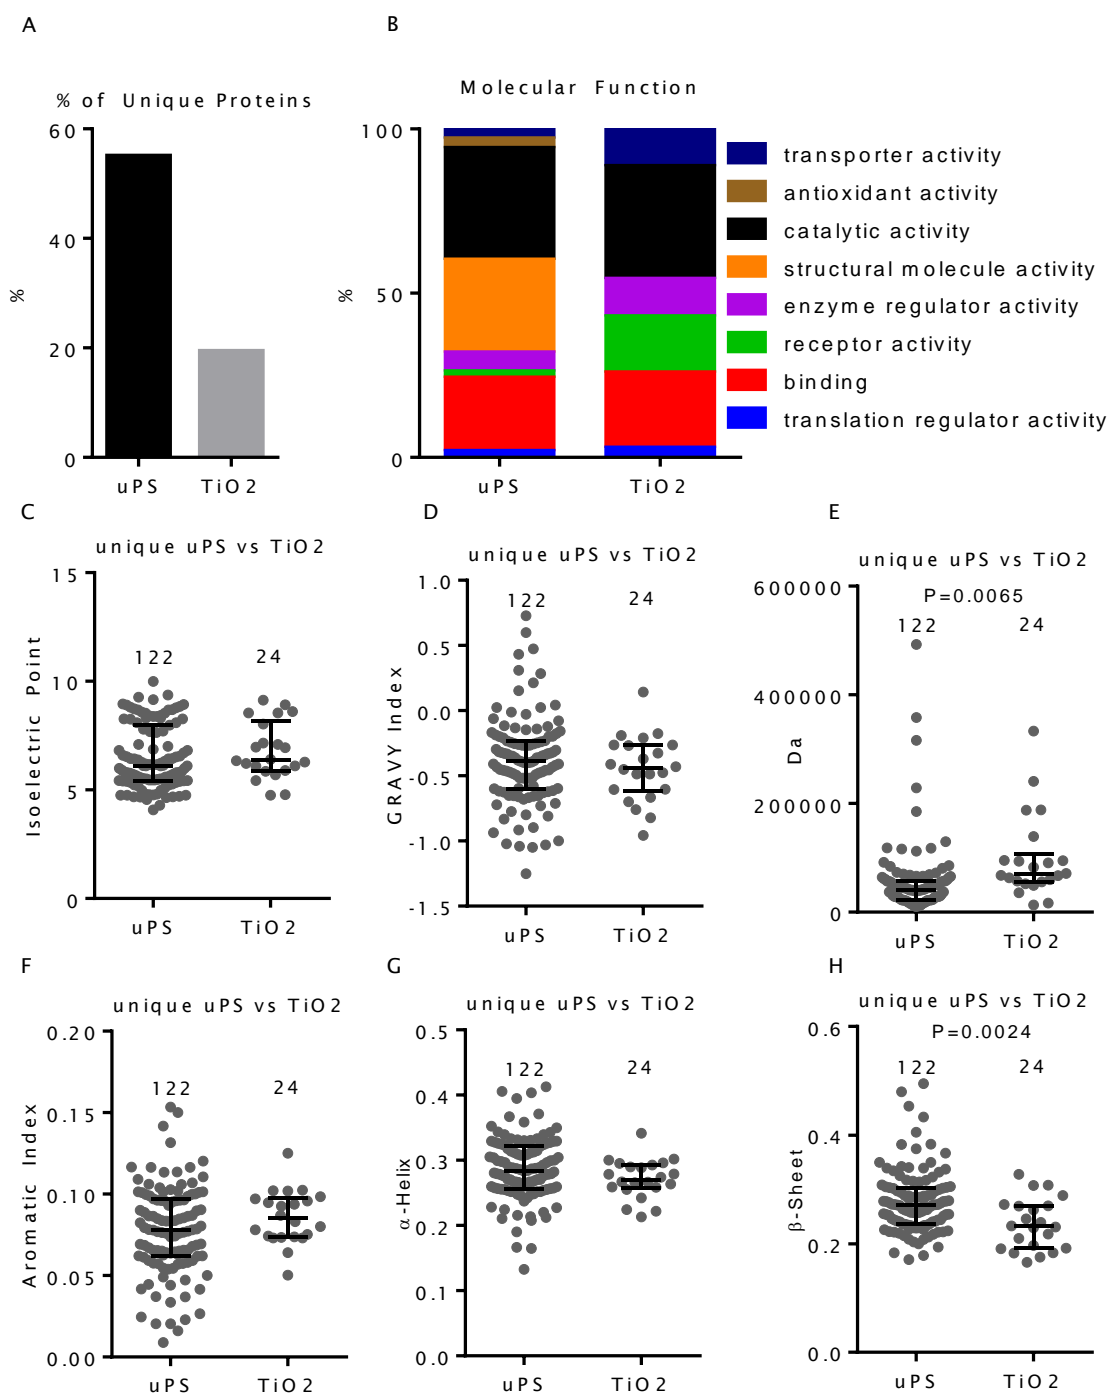 A
B
% of Unique Proteins
Molecular Function
60
40
20
0
%
uPS
TiO2
100
50
0
%
uPS
TiO2
transporter activity
antioxidant activity
catalytic activity
structural molecule activity
enzyme regulator activity
receptor activity
binding
translation regulator activity
C
D
E
unique uPS vs TiO2
15
10
5
0
Isoelectric Point
122
24
uPS
TiO2
unique uPS vs TiO2
1.0
0.5
0.0
-0.5
-1.0
-1.5
GRAVY Index
122
24
uPS
TiO2
unique uPS vs TiO2
P=0.0065
600000
400000
200000
0
Da
122
24
uPS
TiO2
F
G
H
unique uPS vs TiO2
0.20
0.15
0.10
0.05
0.00
Aromatic Index
122
24
uPS
TiO2
unique uPS vs TiO2
0.5
0.4
0.3
0.2
0.1
0.0
α-Helix
122
24
uPS
TiO2
unique uPS vs TiO2
P=0.0024
0.6
0.4
0.2
0.0
β-Sheet
122
24
uPS
TiO2